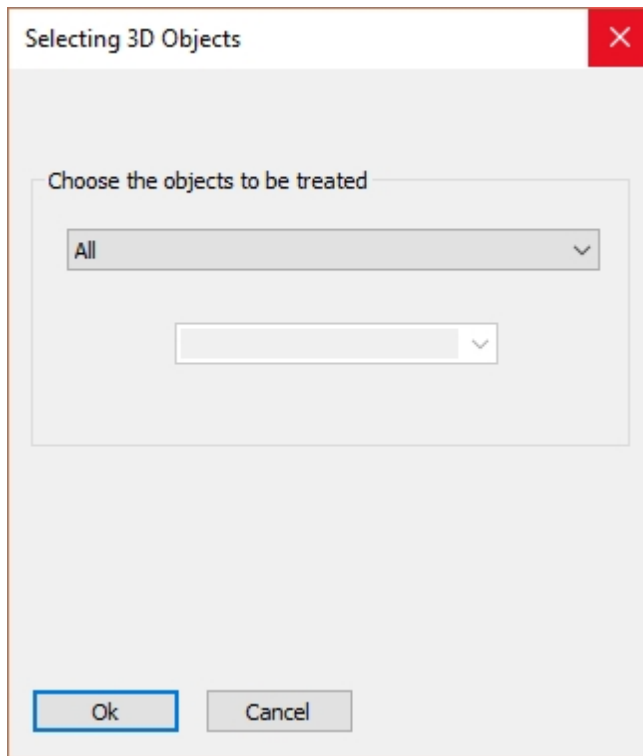 Selecting 3D Objects
Choose the objects to be treated
All
Ok
Cancel